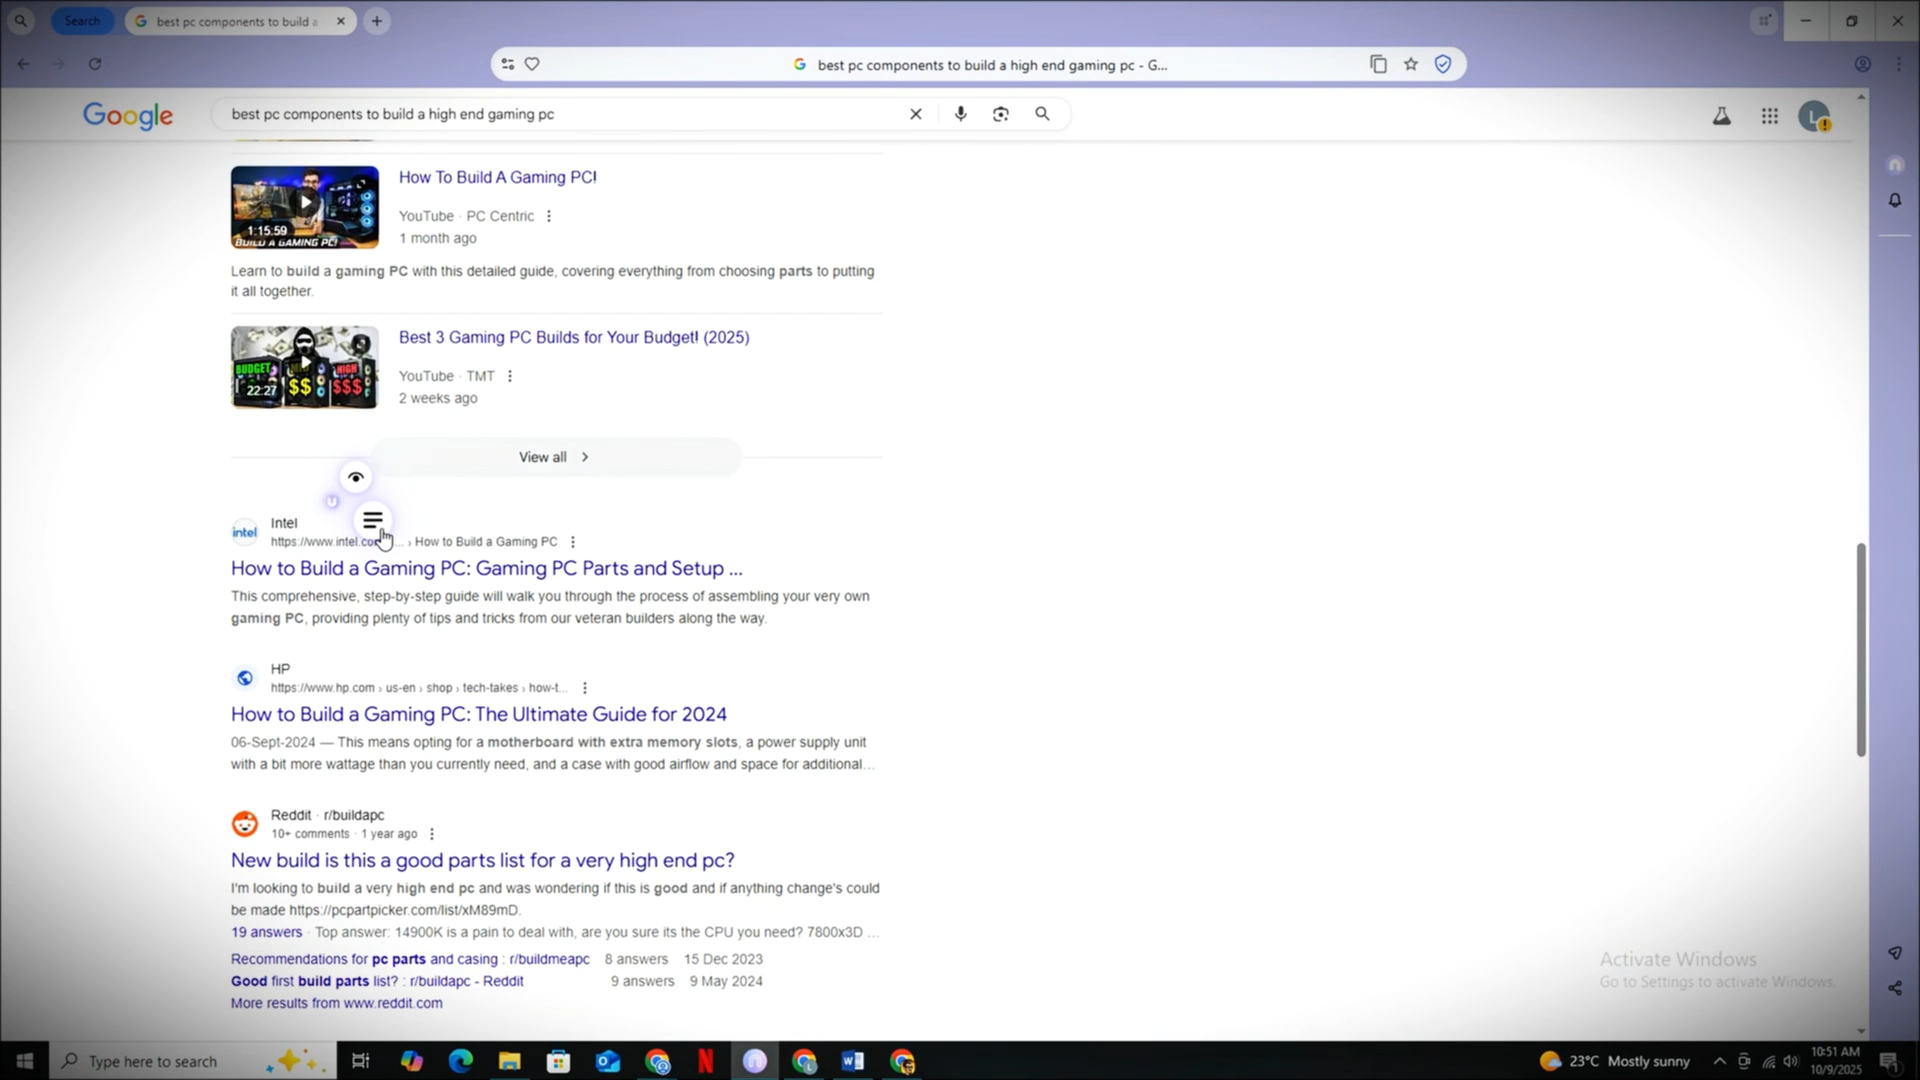 Search
best pc components to build a
best pc components to build a high end gaming pc - G...
Google
best pc components to build a high end gaming pc
L
How To Build A Gaming PC!
1:15:59
BUILD A GAMING PC!
YouTube · PC Centric
1 month ago
Learn to build a gaming PC with this detailed guide, covering everything from choosing parts to putting
it all together.
Best 3 Gaming PC Builds for Your Budget! (2025)
BUDGET
$$
HIGH
$$$
22:27
YouTube · TMT
2 weeks ago
View all
intel
Intel
https://www.intel.co... › How to Build a Gaming PC
How to Build a Gaming PC: Gaming PC Parts and Setup ...
This comprehensive, step-by-step guide will walk you through the process of assembling your very own
gaming PC, providing plenty of tips and tricks from our veteran builders along the way.
HP
https://www.hp.com › us-en › shop › tech-takes › how-t...
How to Build a Gaming PC: The Ultimate Guide for 2024
06-Sept-2024 — This means opting for a motherboard with extra memory slots, a power supply unit
with a bit more wattage than you currently need, and a case with good airflow and space for additional...
Reddit · r/buildapc
10+ comments · 1 year ago
New build is this a good parts list for a very high end pc?
I'm looking to build a very high end pc and was wondering if this is good and if anything change's could
be made https://pcpartpicker.com/list/xM89mD.
19 answers · Top answer: 14900K is a pain to deal with, are you sure its the CPU you need? 7800x3D ...
Recommendations for pc parts and casing : r/buildmeapc 8 answers 15 Dec 2023
Good first build parts list? : r/buildapc - Reddit 9 answers 9 May 2024
More results from www.reddit.com
Activate Windows
Go to Settings to activate Windows.
Type here to search
23°C Mostly sunny
10:51 AM
10/9/2025